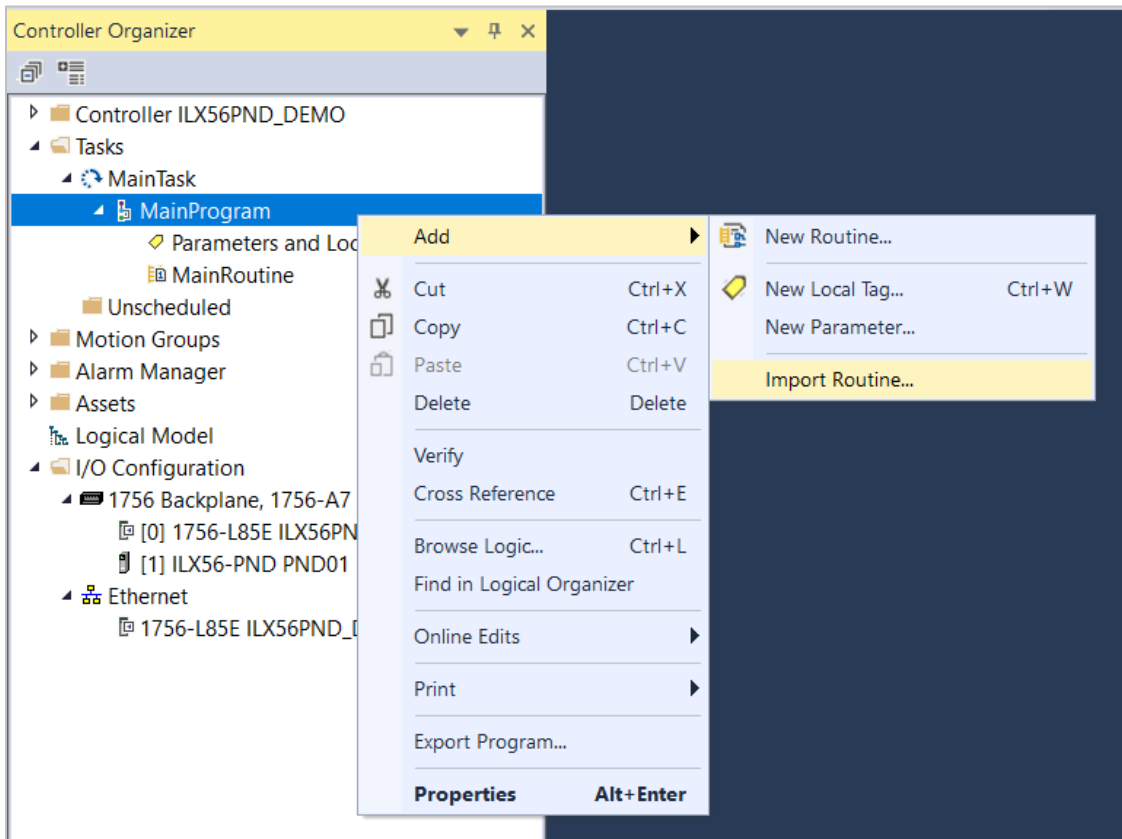 Controller Organizer
Controller ILX56PND_DEMO
Tasks
MainTask
MainProgram
Parameters and Loc
MainRoutine
Unscheduled
Motion Groups
Alarm Manager
Assets
Logical Model
I/O Configuration
1756 Backplane, 1756-A7
[0] 1756-L85E ILX56PN
[1] ILX56-PND PND01
Ethernet
1756-L85E ILX56PND_D
Add
Cut Ctrl+X
Copy Ctrl+C
Paste Ctrl+V
Delete Delete
Verify
Cross Reference Ctrl+E
Browse Logic... Ctrl+L
Find in Logical Organizer
Online Edits
Print
Export Program...
Properties Alt+Enter
New Routine...
New Local Tag... Ctrl+W
New Parameter...
Import Routine...